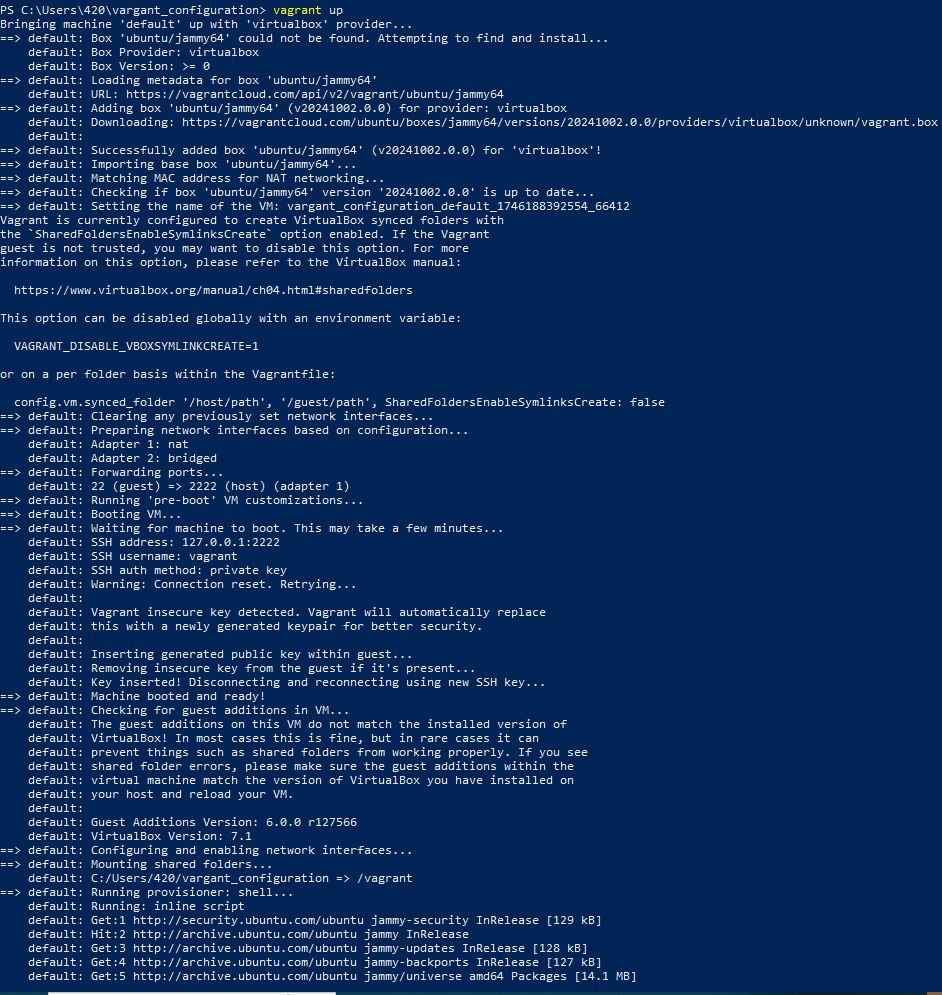 PS C:\Users\420\vargant_configuration> vagrant up
Bringing machine 'default' up with 'virtualbox' provider...
==> default: Box 'ubuntu/jammy64' could not be found. Attempting to find and install...
    default: Box Provider: virtualbox
    default: Box Version: >= 0
==> default: Loading metadata for box 'ubuntu/jammy64'
    default: URL: https://vagrantcloud.com/api/v2/vagrant/ubuntu/jammy64
==> default: Adding box 'ubuntu/jammy64' (v20241002.0.0) for provider: virtualbox
    default: Downloading: https://vagrantcloud.com/ubuntu/boxes/jammy64/versions/20241002.0.0/providers/virtualbox/unknown/vagrant.box
    default:
==> default: Successfully added box 'ubuntu/jammy64' (v20241002.0.0) for 'virtualbox'!
==> default: Importing base box 'ubuntu/jammy64'...
==> default: Matching MAC address for NAT networking...
==> default: Checking if box 'ubuntu/jammy64' version '20241002.0.0' is up to date...
==> default: Setting the name of the VM: vargant_configuration_default_1746188392554_66412
Vagrant is currently configured to create VirtualBox synced folders with
the `SharedFoldersEnableSymlinksCreate` option enabled. If the Vagrant
guest is not trusted, you may want to disable this option. For more
information on this option, please refer to the VirtualBox manual:

  https://www.virtualbox.org/manual/ch04.html#sharedfolders

This option can be disabled globally with an environment variable:

  VAGRANT_DISABLE_VBOXSYMLINKCREATE=1

or on a per folder basis within the Vagrantfile:

  config.vm.synced_folder '/host/path', '/guest/path', SharedFoldersEnableSymlinksCreate: false
==> default: Clearing any previously set network interfaces...
==> default: Preparing network interfaces based on configuration...
    default: Adapter 1: nat
    default: Adapter 2: bridged
==> default: Forwarding ports...
    default: 22 (guest) => 2222 (host) (adapter 1)
==> default: Running 'pre-boot' VM customizations...
==> default: Booting VM...
==> default: Waiting for machine to boot. This may take a few minutes...
    default: SSH address: 127.0.0.1:2222
    default: SSH username: vagrant
    default: SSH auth method: private key
    default: Warning: Connection reset. Retrying...
    default:
    default: Vagrant insecure key detected. Vagrant will automatically replace
    default: this with a newly generated keypair for better security.
    default:
    default: Inserting generated public key within guest...
    default: Removing insecure key from the guest if it's present...
    default: Key inserted! Disconnecting and reconnecting using new SSH key...
==> default: Machine booted and ready!
==> default: Checking for guest additions in VM...
    default: The guest additions on this VM do not match the installed version of
    default: VirtualBox! In most cases this is fine, but in rare cases it can
    default: prevent things such as shared folders from working properly. If you see
    default: shared folder errors, please make sure the guest additions within the
    default: virtual machine match the version of VirtualBox you have installed on
    default: your host and reload your VM.
    default:
    default: Guest Additions Version: 6.0.0 r127566
    default: VirtualBox Version: 7.1
==> default: Configuring and enabling network interfaces...
==> default: Mounting shared folders...
    default: C:/Users/420/vargant_configuration => /vagrant
==> default: Running provisioner: shell...
    default: Running: inline script
    default: Get:1 http://security.ubuntu.com/ubuntu jammy-security InRelease [129 kB]
    default: Hit:2 http://archive.ubuntu.com/ubuntu jammy InRelease
    default: Get:3 http://archive.ubuntu.com/ubuntu jammy-updates InRelease [128 kB]
    default: Get:4 http://archive.ubuntu.com/ubuntu jammy-backports InRelease [127 kB]
    default: Get:5 http://archive.ubuntu.com/ubuntu jammy/universe amd64 Packages [14.1 MB]